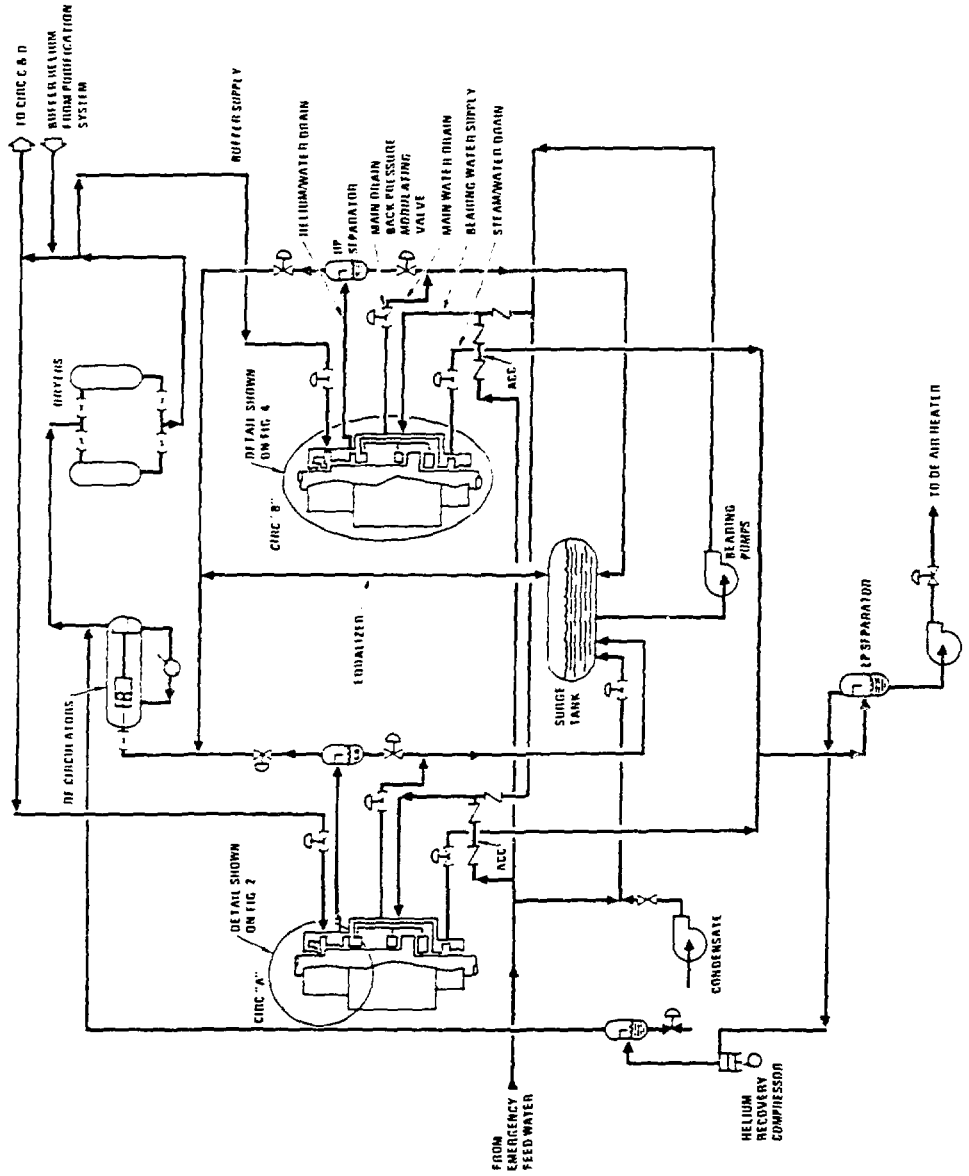 TO CIRC C & D
BUFFER HELIUM
FROM PURIFICATION
SYSTEM
BUFFER SUPPLY
DRYERS
HELIUM/WATER DRAIN
HP
SEPARATOR
MAIN DRAIN
BACK PRESSURE
MODULATING
VALVE
MAIN WATER DRAIN
BEARING WATER SUPPLY
STEAM/WATER DRAIN
DETAIL SHOWN
ON FIG 4
CIRC "B"
ACC
DE CIRCULATORS
EQUALIZER
SURGE
TANK
BEARING
PUMPS
TO DE AIR HEATER
LP SEPARATOR
DETAIL SHOWN
ON FIG 2
CIRC "A"
ACC
CONDENSATE
FROM
EMERGENCY
FEED WATER
HELIUM
RECOVERY
COMPRESSOR